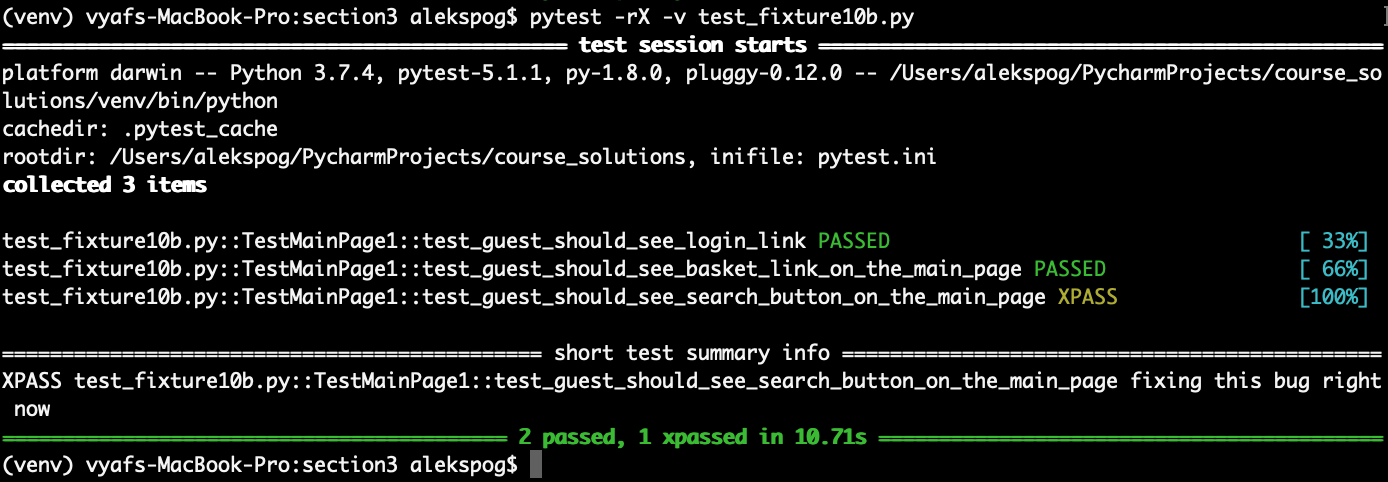 (venv) vyafs-MacBook-Pro:section3 alekspog$ pytest -rX -v test_fixture10b.py
============================================== test session starts ==============================================
platform darwin -- Python 3.7.4, pytest-5.1.1, py-1.8.0, pluggy-0.12.0 -- /Users/alekspog/PycharmProjects/course_so
lutions/venv/bin/python
cachedir: .pytest_cache
rootdir: /Users/alekspog/PycharmProjects/course_solutions, inifile: pytest.ini
collected 3 items
test_fixture10b.py::TestMainPage1::test_guest_should_see_login_link PASSED [ 33%]
test_fixture10b.py::TestMainPage1::test_guest_should_see_basket_link_on_the_main_page PASSED [ 66%]
test_fixture10b.py::TestMainPage1::test_guest_should_see_search_button_on_the_main_page XPASS [100%]
============================================ short test summary info ============================================
XPASS test_fixture10b.py::TestMainPage1::test_guest_should_see_search_button_on_the_main_page fixing this bug right
now
========================================= 2 passed, 1 xpassed in 10.71s =========================================
(venv) vyafs-MacBook-Pro:section3 alekspog$